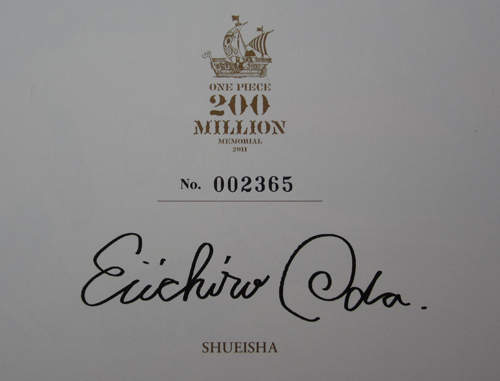 ONE PIECE
200
MILLION
MEMORIAL
2011
No. 002365
Eiichiro Oda.
SHUEISHA